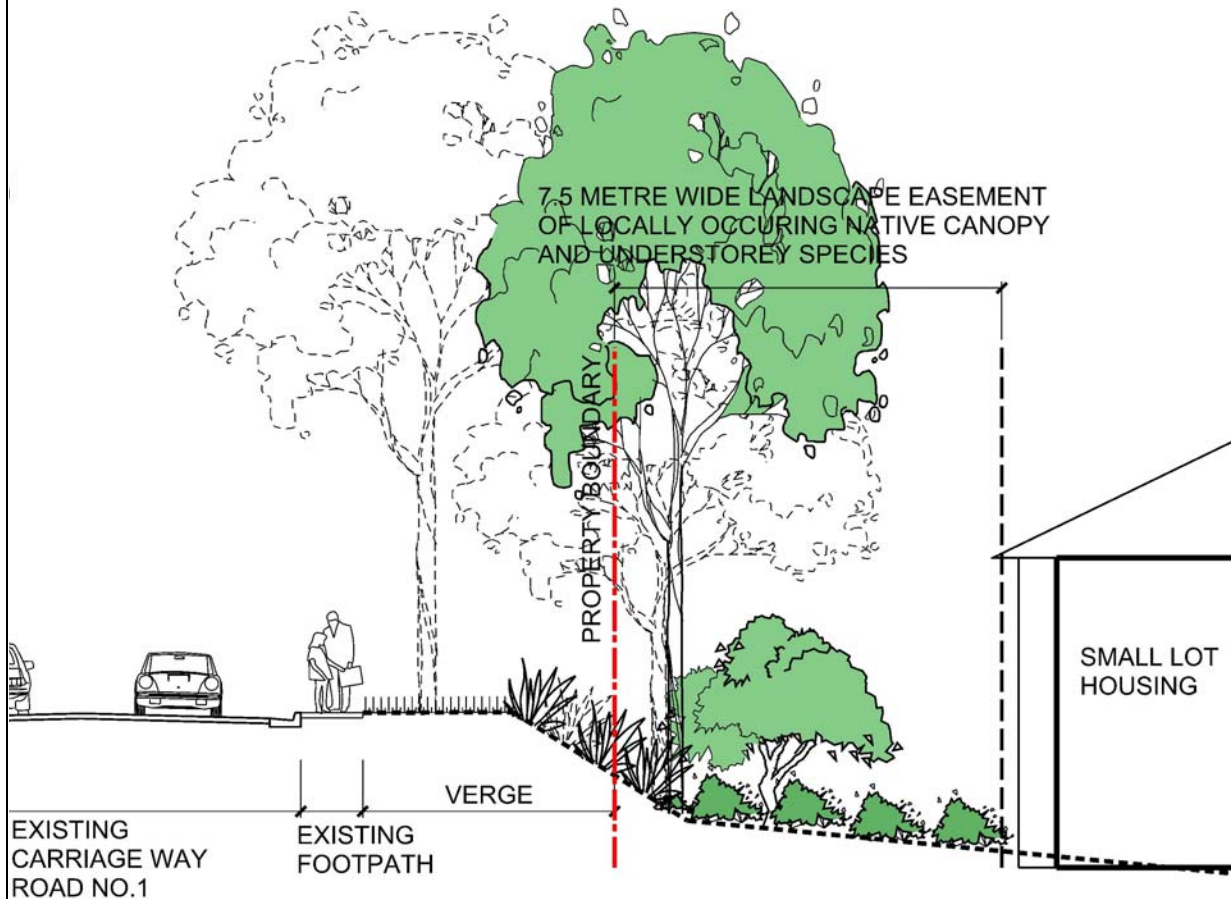 7.5 METRE WIDE LANDSCAPE EASEMENT
OF LOCALLY OCCURING NATIVE CANOPY
AND UNDERSTOREY SPECIES
PROPERTY BOUNDARY
SMALL LOT
HOUSING
VERGE
EXISTING
CARRIAGE WAY
ROAD NO.1
EXISTING
FOOTPATH